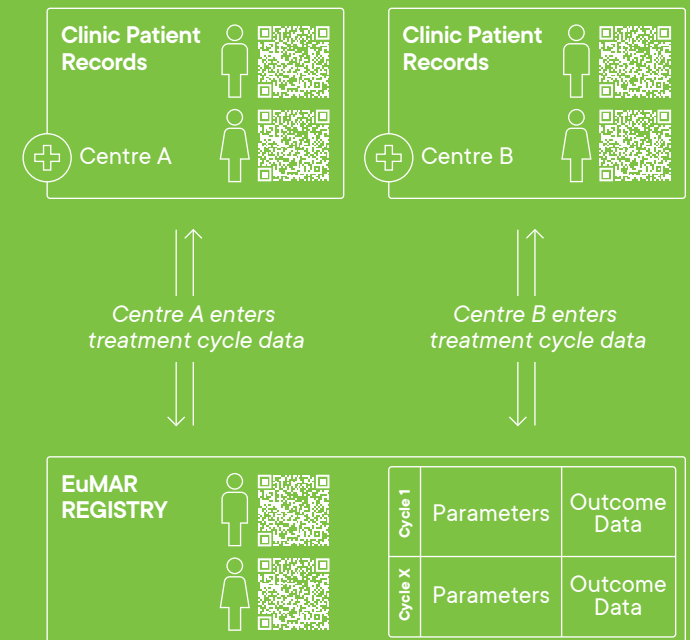 Clinic Patient
Records
Centre A
Clinic Patient
Records
Centre B
Centre A enters
treatment cycle data
Centre B enters
treatment cycle data
EuMAR
REGISTRY
Cycle 1
Parameters
Outcome
Data
Cycle X
Parameters
Outcome
Data